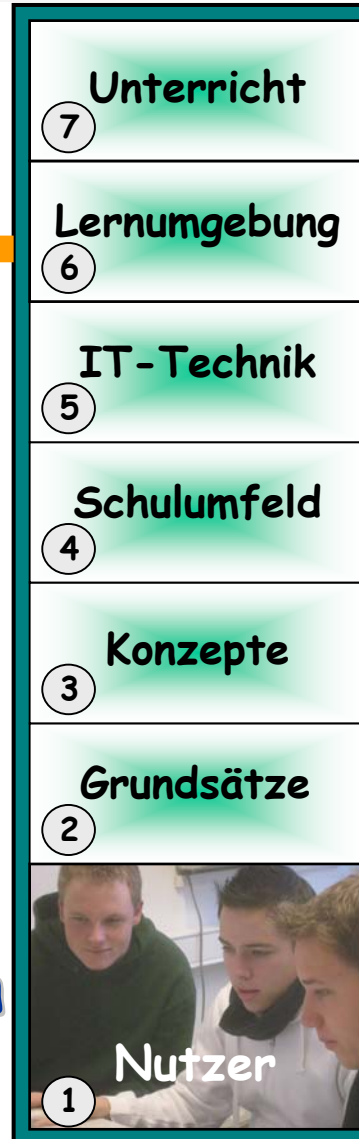 Unterricht
7
Lernumgebung
6
IT-Technik
5
Schulumfeld
4
Konzepte
3
Grundsätze
2
Nutzer
1